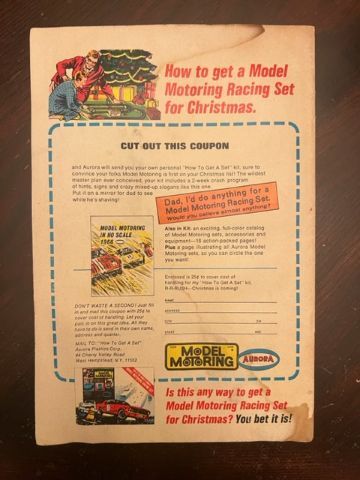 How to get a Model
Motoring Racing Set
for Christmas.
CUT OUT THIS COUPON
and Aurora will send you your own personal "How To Get A Set" kit, sure to
convince your folks Model Motoring is first on your Christmas list! The wildest
master plan ever conceived, your kit includes a 2-week crash program
of hints, signs and crazy mixed-up slogans like this one.
Put it on a mirror for dad to see
while he's shaving!
Dad, I'd do anything for a
Model Motoring Racing Set.
Would you believe almost anything?
MODEL MOTORING
IN HO SCALE
1968
Also in Kit: an exciting, full-color catalog
of Model Motoring sets, accessories and
equipment—15 action-packed pages!
Plus a page illustrating all Aurora Model
Motoring sets, so you can circle the one
you want!
DON'T WASTE A SECOND! Just fill
in and mail this coupon with 25¢ to
cover cost of handling. Let your
pals in on this great idea. All they
have to do is send in their own name,
address and quarter.
MAIL TO: "How To Get A Set"
Aurora Plastics Corp.
44 Cherry Valley Road
West Hempstead, N.Y. 11552
Enclosed is 25¢ to cover cost of
handling for my "How To Get A Set" kit.
R-R-RUSH—Christmas is coming!
NAME
ADDRESS
CITY
STATE
ZIP
MODEL
MOTORING
AURORA
Is this any way to get a
Model Motoring Racing Set
for Christmas? You bet it is!